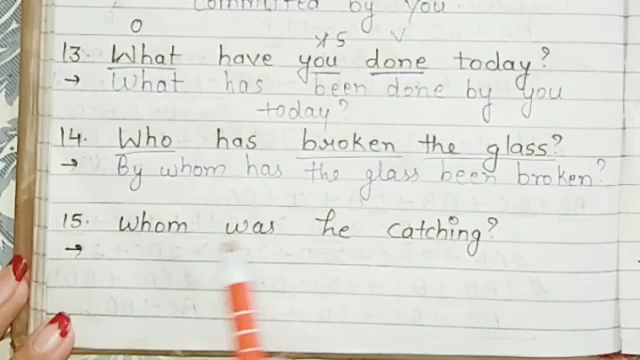 committed by you.
O
S V
13. What have you done today?
→ What has been done by you
today?
14. Who has broken the glass?
→ By whom has the glass been broken?
15. Whom was he catching?
→